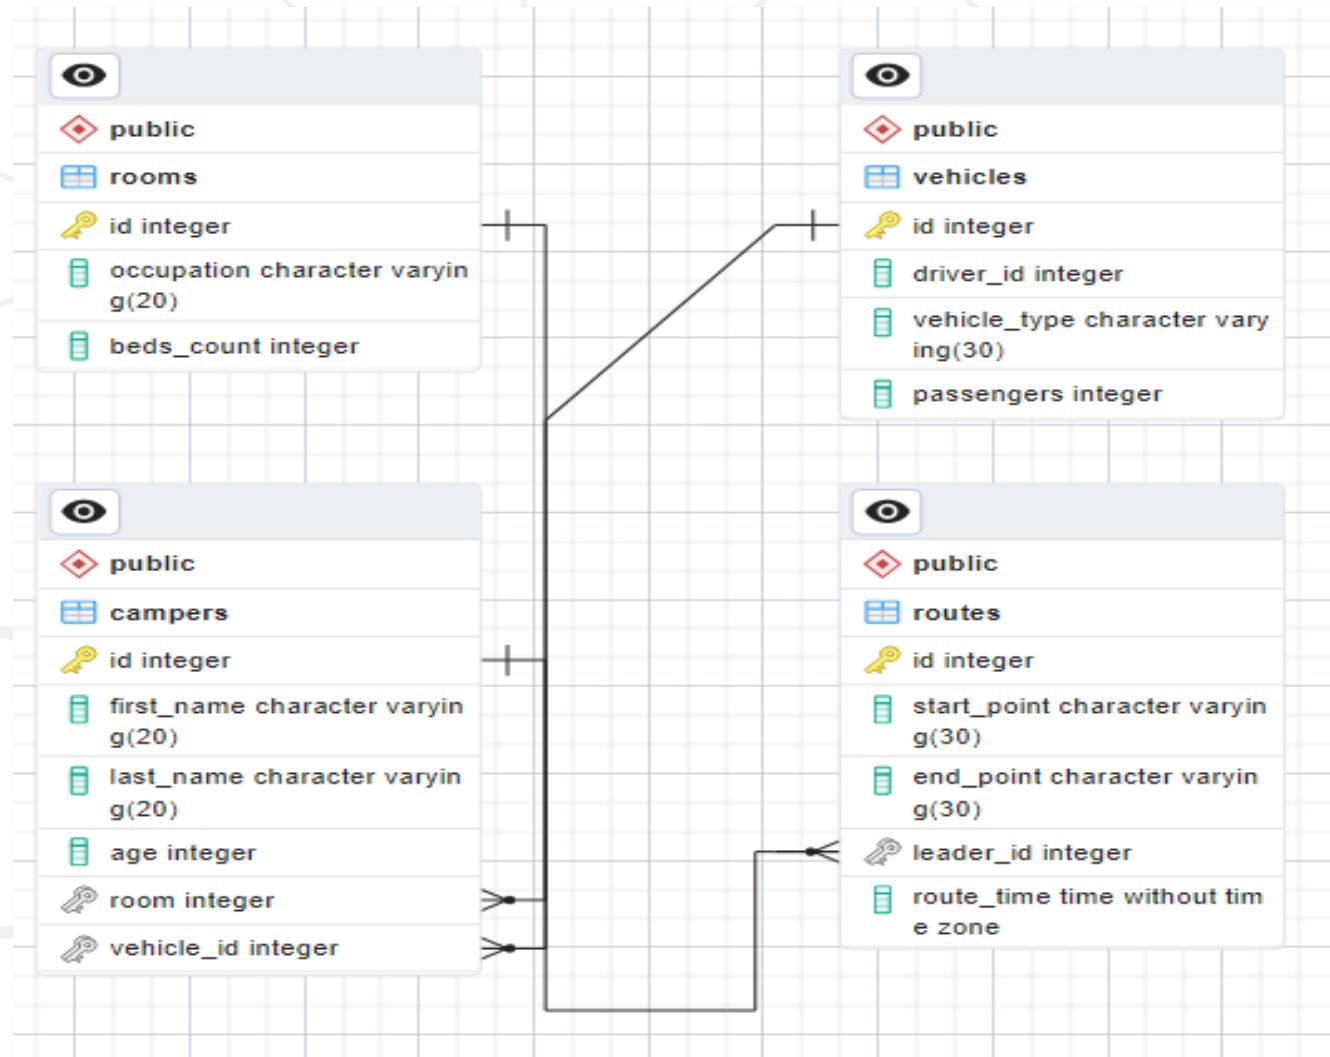 public
rooms
id integer
occupation character varyin
g(20)
beds_count integer
public
vehicles
id integer
driver_id integer
vehicle_type character vary
ing(30)
passengers integer
public
campers
id integer
first_name character varyin
g(20)
last_name character varyin
g(20)
age integer
room integer
vehicle_id integer
public
routes
id integer
start_point character varyin
g(30)
end_point character varyin
g(30)
leader_id integer
route_time time without tim
e zone